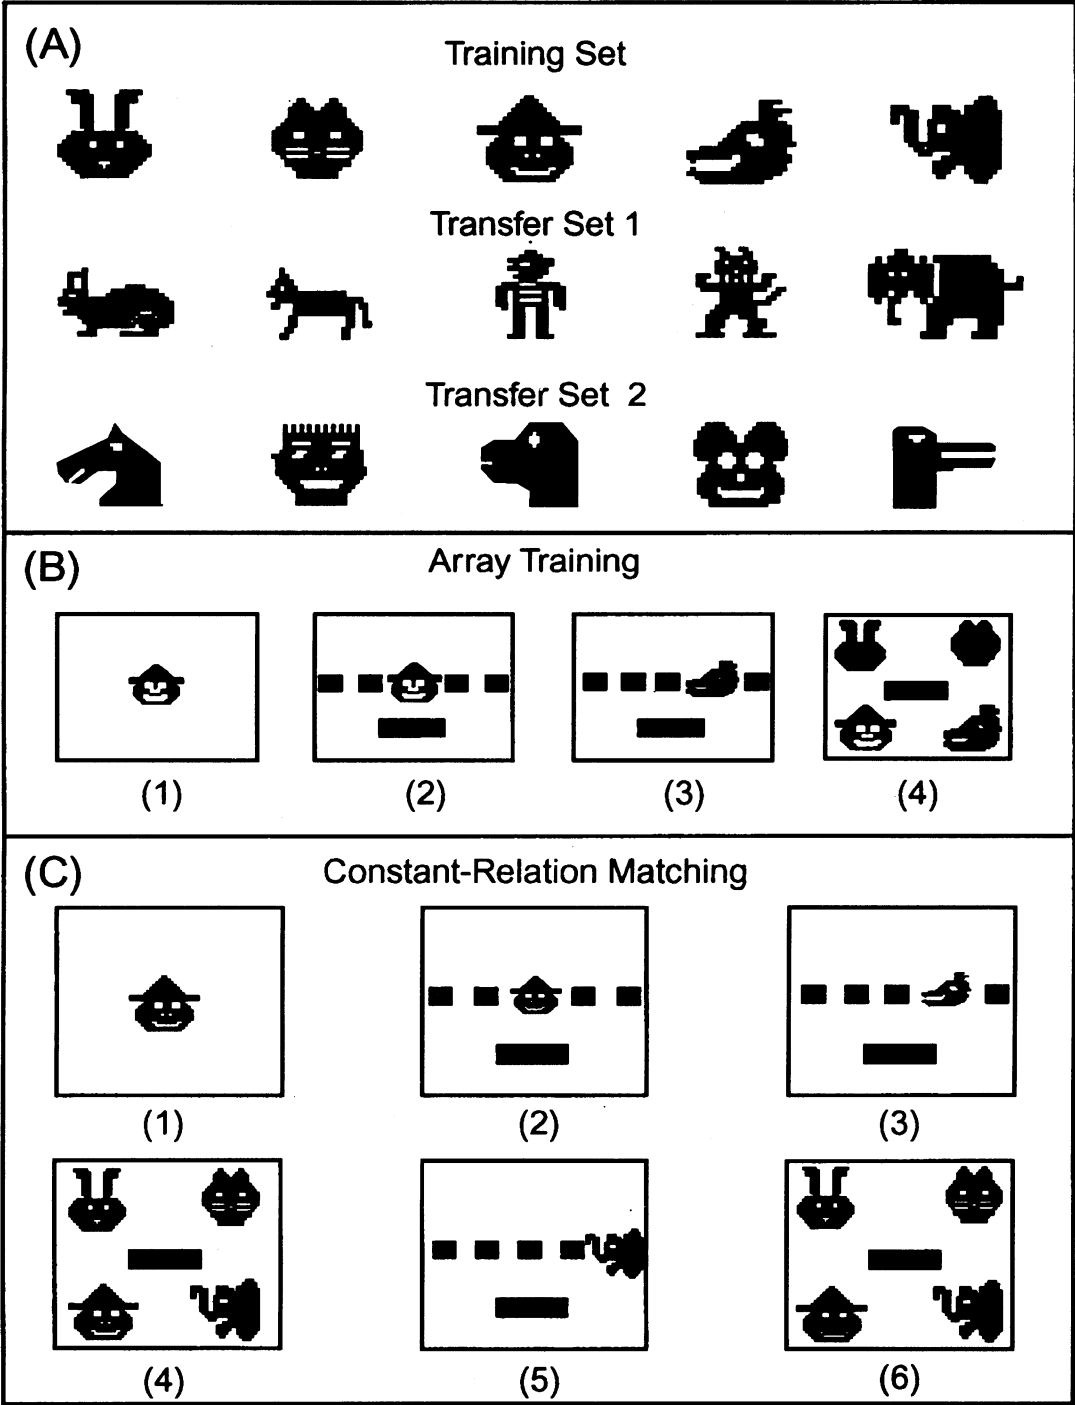 (A)
Training Set
Transfer Set 1
Transfer Set 2
(B)
Array Training
(1) (2) (3) (4)
(C)
Constant-Relation Matching
(1) (2) (3)
(4) (5) (6)